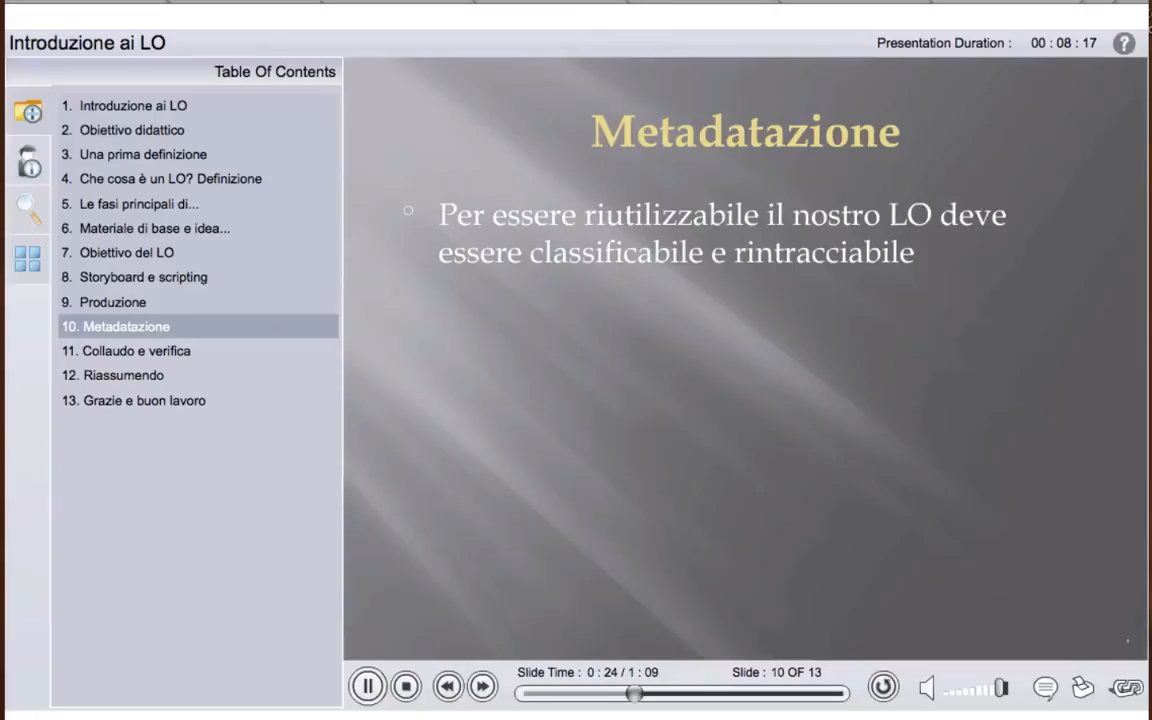 Introduzione ai LO
Presentation Duration : 00 : 08 : 17
?
Table Of Contents
1. Introduzione ai LO
2. Obiettivo didattico
3. Una prima definizione
4. Che cosa è un LO? Definizione
5. Le fasi principali di...
6. Materiale di base e idea...
7. Obiettivo del LO
8. Storyboard e scripting
9. Produzione
10. Metadatazione
11. Collaudo e verifica
12. Riassumendo
13. Grazie e buon lavoro
Metadatazione
Per essere riutilizzabile il nostro LO deve
essere classificabile e rintracciabile
Slide Time : 0 : 24 / 1 : 09
Slide : 10 OF 13